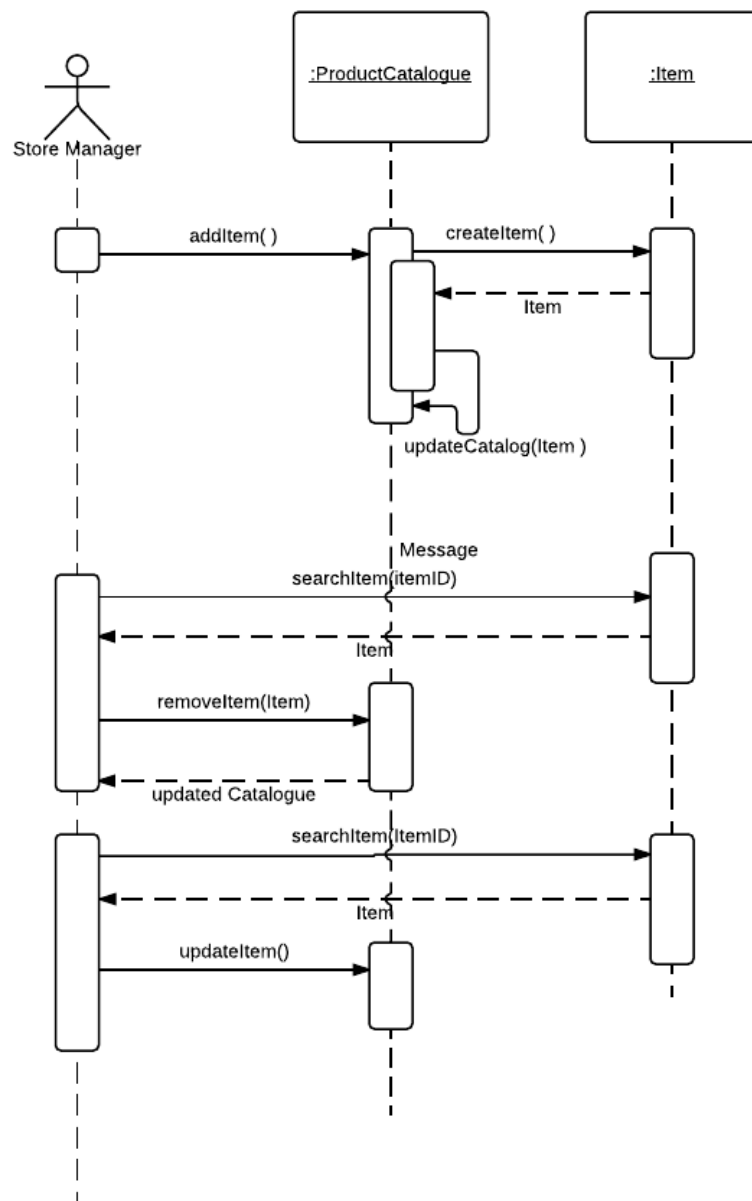 :ProductCatalogue
:Item
Store Manager
addItem( )
createItem( )
Item
updateCatalog(Item )
Message
searchItem(itemID)
Item
removeItem(Item)
updated Catalogue
searchItem(ItemID)
Item
updateItem()